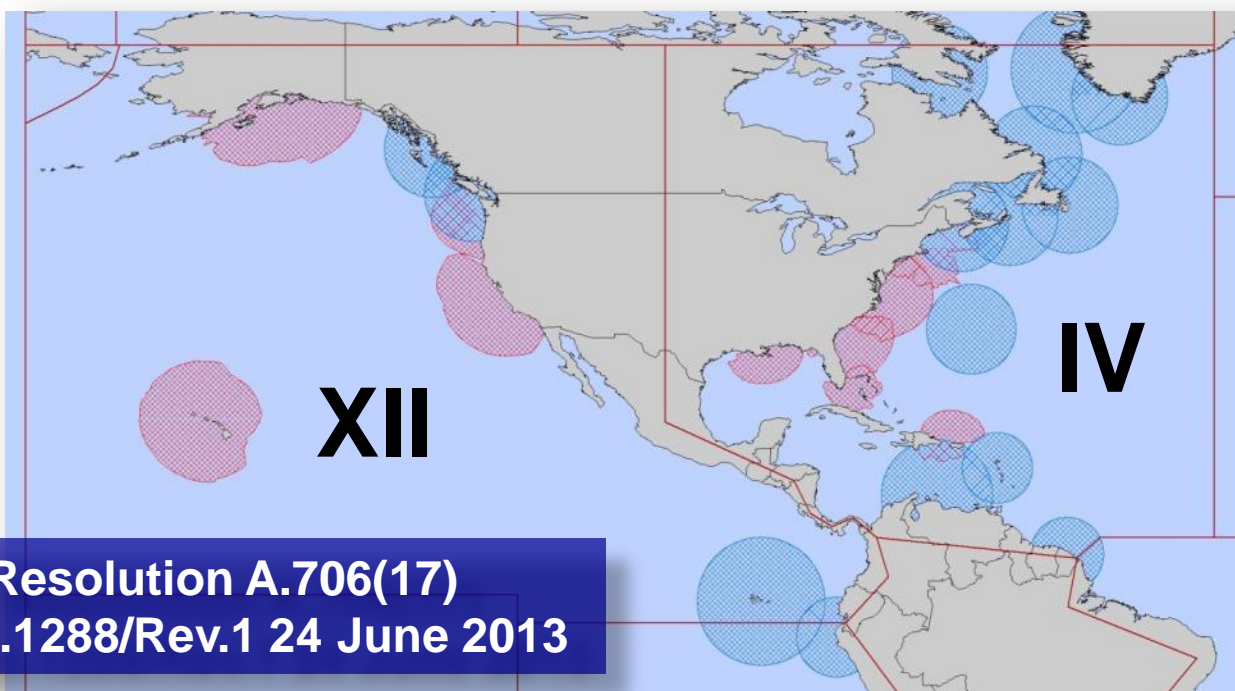 IV
XII
Resolution A.706(17)
.1288/Rev.1 24 June 2013